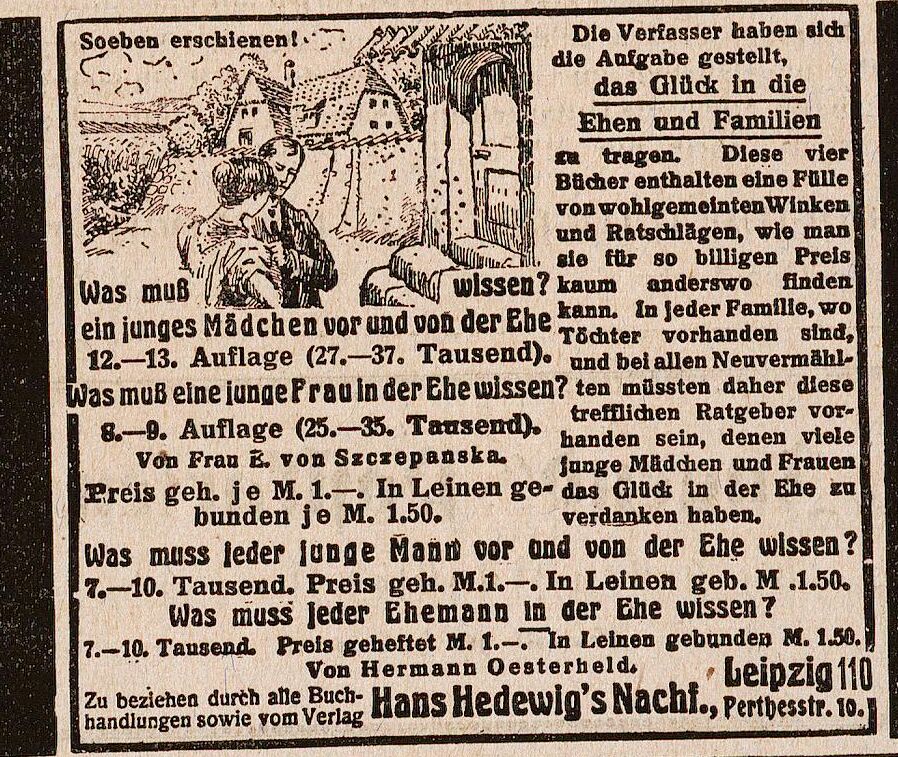 Soeben erschienen!
Was muß wissen?
ein junges Mädchen vor und von der Ehe
12.—13. Auflage (27.—37. Tausend).
Was muß eine junge Frau in der Ehe wissen?
8.—9. Auflage (25.—35. Tausend).
Von Frau E. von Szczepanska.
Preis geh. je M. 1.—. In Leinen ge-
bunden je M. 1.50.
Die Verfasser haben sich
die Aufgabe gestellt,
das Glück in die
Ehen und Familien
zu tragen. Diese vier
Bücher enthalten eine Fülle
von wohlgemeinten Winken
und Ratschlägen, wie man
sie für so billigen Preis
kaum anderswo finden
kann. In jeder Familie, wo
Töchter vorhanden sind,
und bei allen Neuvermähl-
ten müssten daher diese
trefflichen Ratgeber vor-
handen sein, denen viele
junge Mädchen und Frauen
das Glück in der Ehe zu
verdanken haben.
Was muss jeder junge Mann vor und von der Ehe wissen?
7.—10. Tausend. Preis geh. M.1.—. In Leinen geb. M .1.50.
Was muss jeder Ehemann in der Ehe wissen?
7.—10. Tausend. Preis geheftet M. 1.—. In Leinen gebunden M. 1.50.
Von Hermann Oesterheld.
Zu beziehen durch alle Buch-
handlungen sowie vom Verlag
Hans Hedewig's Nachf., Leipzig 110
Perthesstr. 10.